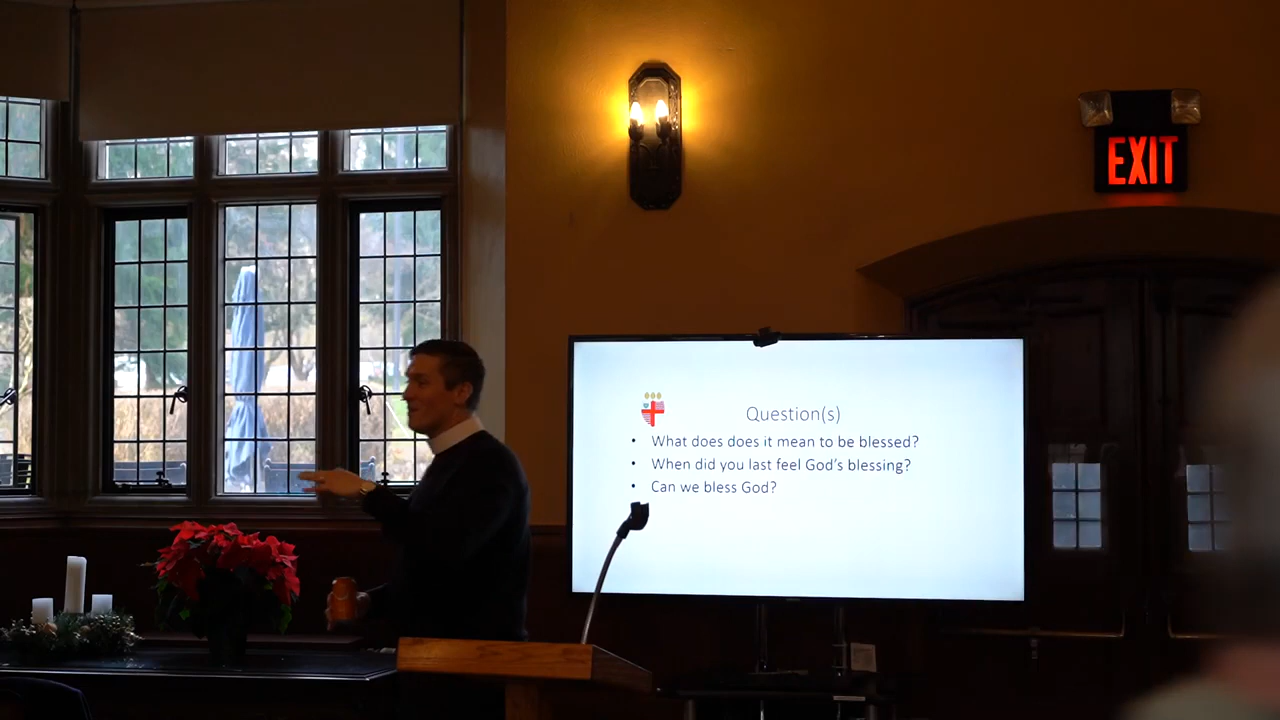 EXIT
Question(s)
• What does does it mean to be blessed?
• When did you last feel God's blessing?
• Can we bless God?